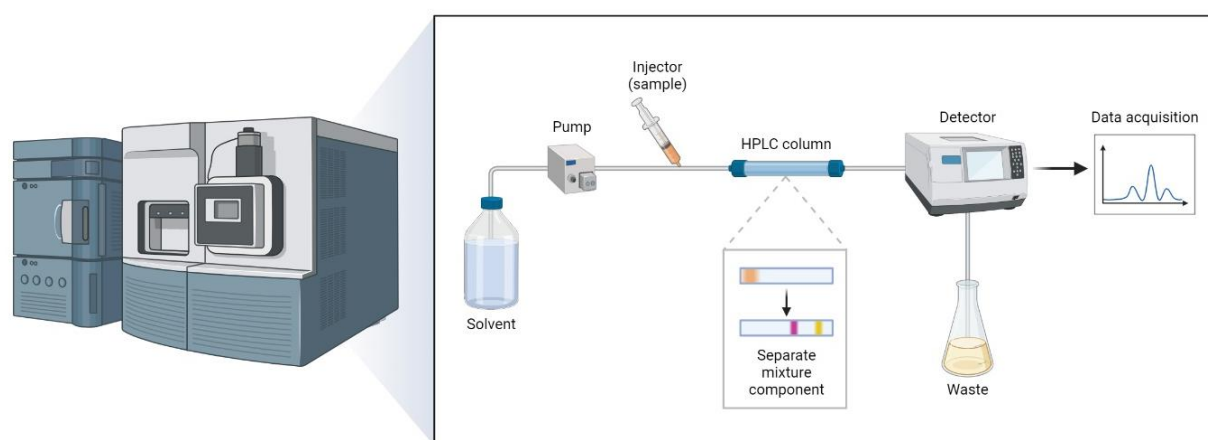 Injector
(sample)
Pump
HPLC column
Detector
Data acquisition
Solvent
Separate
mixture
component
Waste